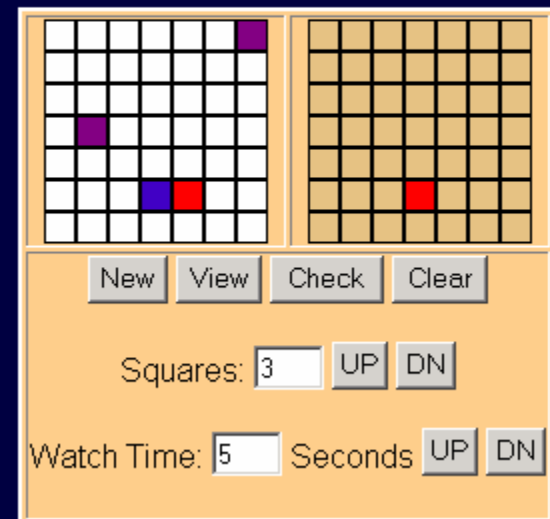 New View Check Clear
Squares: 3 UP DN
Watch Time: 5 Seconds UP DN